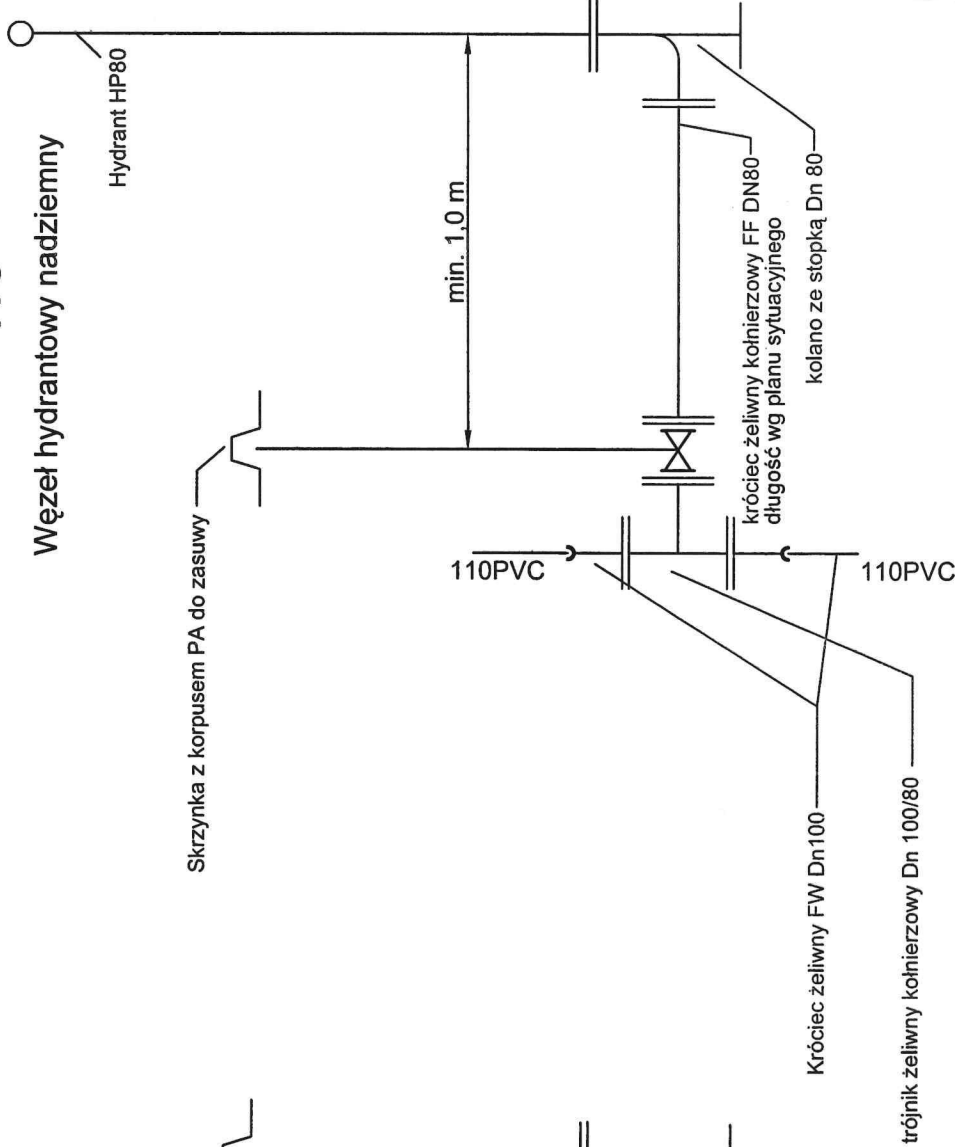 Węzeł hydrantowy nadziemny
Hydrant HP80
min. 1,0 m
Skrzynka z korpusem PA do zasuwy
króciec żeliwny kołnierzowy FF DN80
długość wg planu sytuacyjnego
kolano ze stopką Dn 80
110PVC
110PVC
Króciec żeliwny FW Dn100
trójnik żeliwny kołnierzowy Dn 100/80